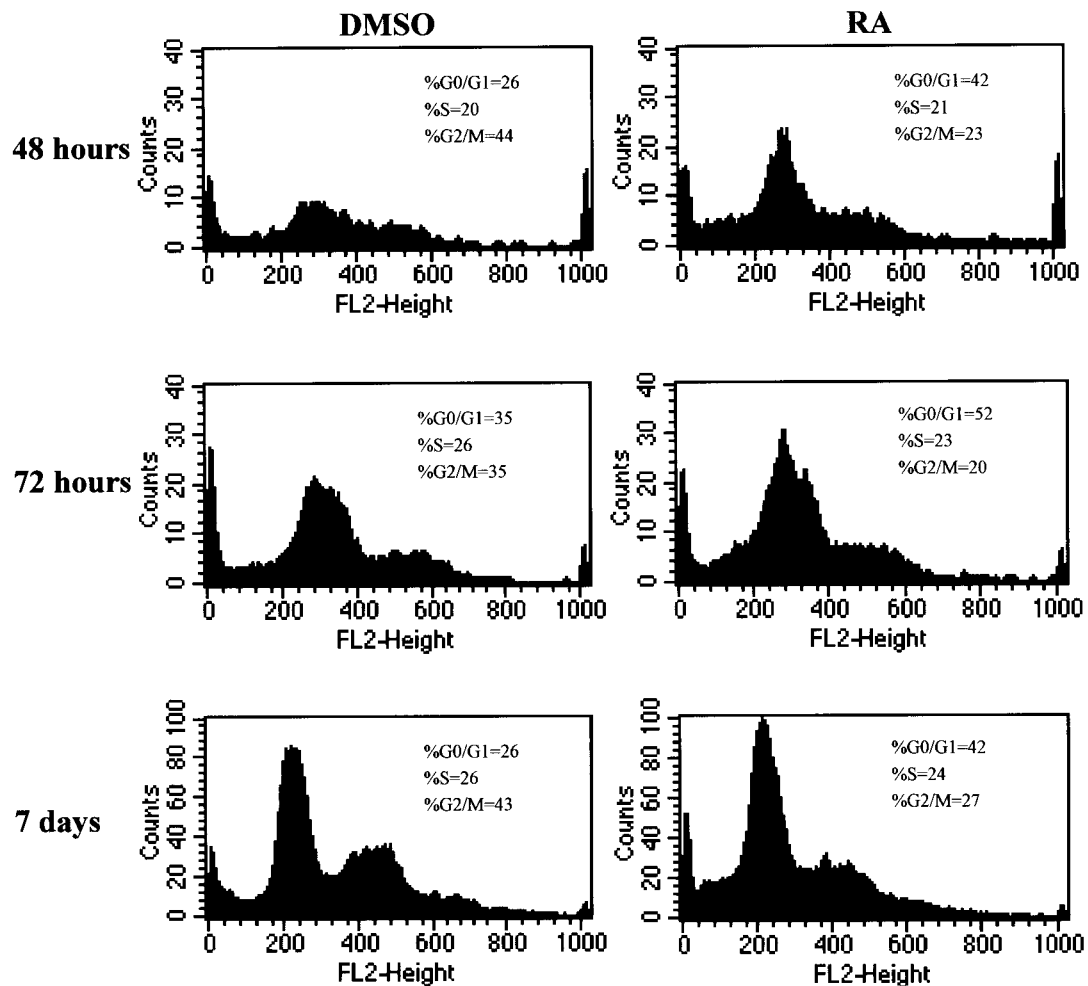 DMSO
RA
48 hours
Counts
0 10 20 30 40
%G0/G1=26
%S=20
%G2/M=44
0 200 400 600 800 1000
FL2-Height
Counts
0 10 20 30 40
%G0/G1=42
%S=21
%G2/M=23
0 200 400 600 800 1000
FL2-Height
72 hours
Counts
0 10 20 30 40
%G0/G1=35
%S=26
%G2/M=35
0 200 400 600 800 1000
FL2-Height
Counts
0 10 20 30 40
%G0/G1=52
%S=23
%G2/M=20
0 200 400 600 800 1000
FL2-Height
7 days
Counts
0 20 40 60 80 100
%G0/G1=26
%S=26
%G2/M=43
0 200 400 600 800 1000
FL2-Height
Counts
0 20 40 60 80 100
%G0/G1=42
%S=24
%G2/M=27
0 200 400 600 800 1000
FL2-Height